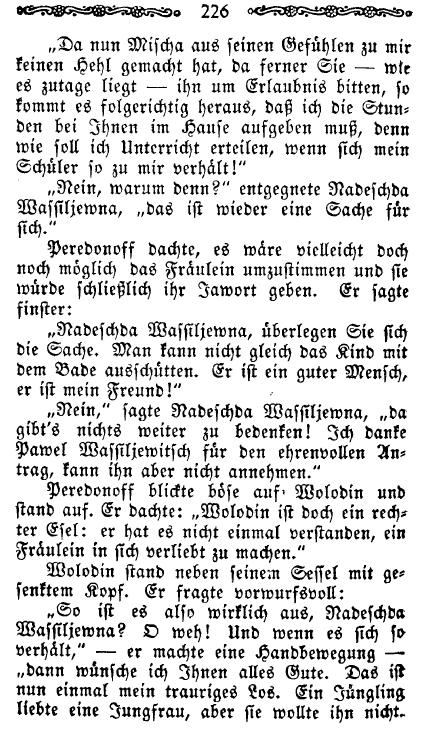 226
„Da nun Mischa aus seinen Gefühlen zu mir
keinen Hehl gemacht hat, da ferner Sie — wie
es zutage liegt — ihn um Erlaubnis bitten, so
kommt es folgerichtig heraus, daß ich die Stun-
den bei Ihnen im Hause aufgeben muß, denn
wie soll ich Unterricht erteilen, wenn sich mein
Schüler so zu mir verhält!“
„Nein, warum denn?“ entgegnete Nadeschda
Wassiljewna, „das ist wieder eine Sache für
sich.“
Peredonoff dachte, es wäre vielleicht doch
noch möglich das Fräulein umzustimmen und sie
würde schließlich ihr Jawort geben. Er sagte
finster:
„Nadeschda Wassiljewna, überlegen Sie sich
die Sache. Man kann nicht gleich das Kind mit
dem Bade ausschütten. Er ist ein guter Mensch,
er ist mein Freund!“
„Nein,“ sagte Nadeschda Wassiljewna, „da
gibt's nichts weiter zu bedenken! Ich danke
Pawel Wassiljewitsch für den ehrenvollen An-
trag, kann ihn aber nicht annehmen.“
Peredonoff blickte böse auf Wolodin und
stand auf. Er dachte: „Wolodin ist doch ein rech-
ter Esel: er hat es nicht einmal verstanden, ein
Fräulein in sich verliebt zu machen.“
Wolodin stand neben seinem Sessel mit ge-
senktem Kopf. Er fragte vorwurfsvoll:
„So ist es also wirklich aus, Nadeschda
Wassiljewna? O weh! Und wenn es sich so
verhält,“ — er machte eine Handbewegung —
„dann wünsche ich Ihnen alles Gute. Das ist
nun einmal mein trauriges Los. Ein Jüngling
liebte eine Jungfrau, aber sie wollte ihn nicht.